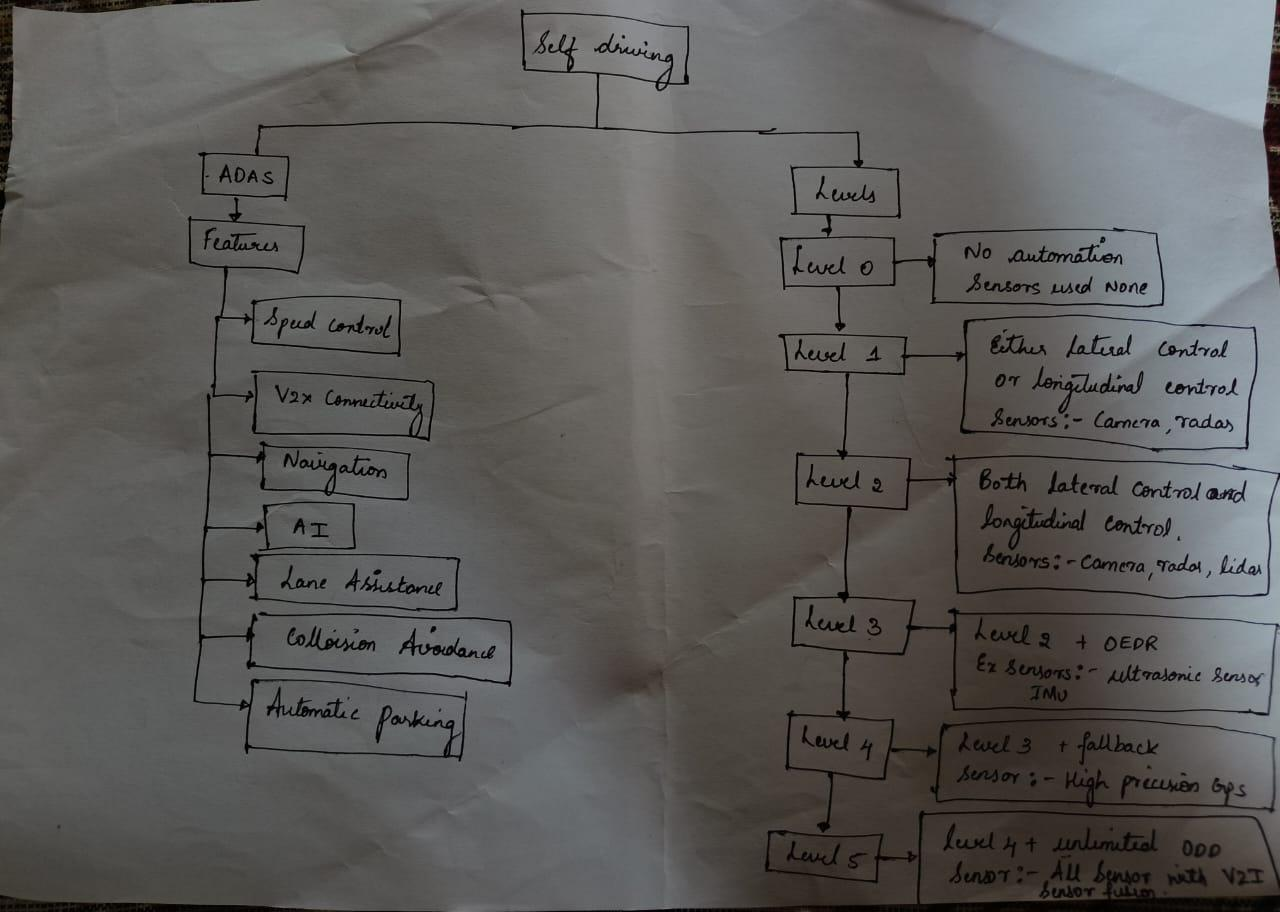 Self driving
ADAS
Features
Speed control
V2x Connectivity
Navigation
AI
Lane Assistance
Colloision Avoidance
Automatic parking
Levels
Level 0
No automation
Sensors used None
Level 1
Either Lateral control
or longitudinal control
Sensors:- Camera, radar
Level 2
Both Lateral control and
longitudinal control.
Sensors:- Camera, radar, lidar
Level 3
Level 2 + OEDR
Ex Sensors:- ultrasonic Sensor
IMU
Level 4
Level 3 + fallback
Sensor:- High precision Gps
Level 5
Level 4 + unlimited ODD
Sensor:- All Sensor with V2I
Sensor fusion.